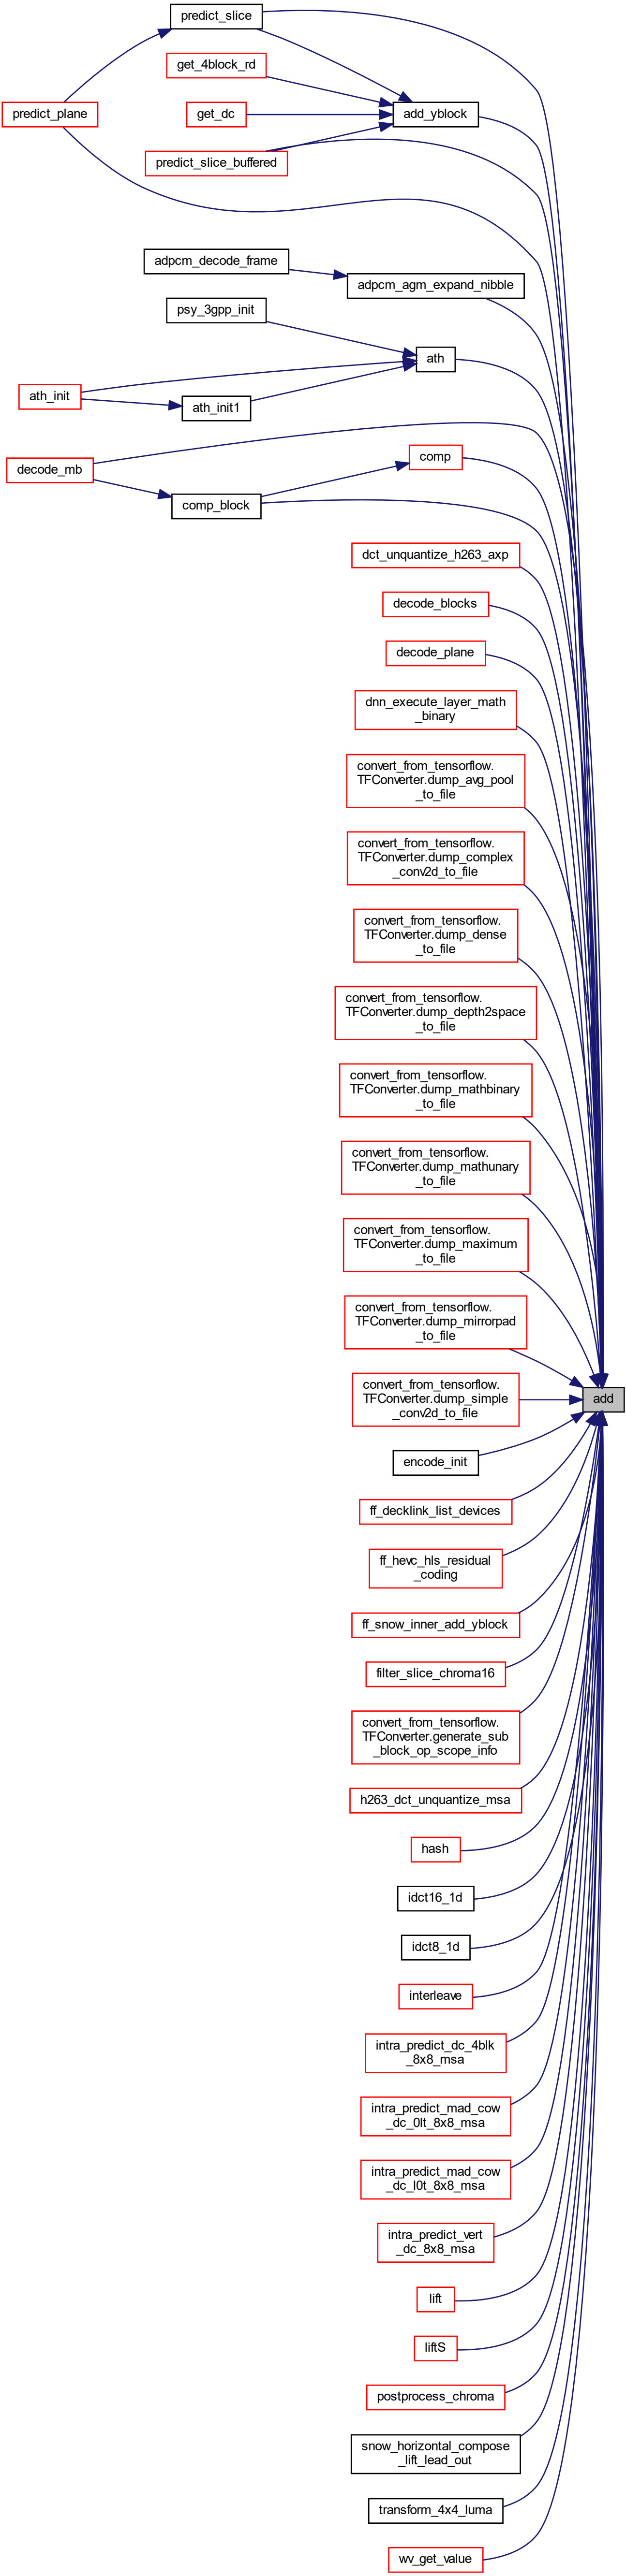 predict_slice
get_4block_rd
predict_plane
get_dc
add_yblock
predict_slice_buffered
adpcm_decode_frame
adpcm_agm_expand_nibble
psy_3gpp_init
ath
ath_init
ath_init1
comp
decode_mb
comp_block
dct_unquantize_h263_axp
decode_blocks
decode_plane
dnn_execute_layer_math
_binary
convert_from_tensorflow.
TFConverter.dump_avg_pool
_to_file
convert_from_tensorflow.
TFConverter.dump_complex
_conv2d_to_file
convert_from_tensorflow.
TFConverter.dump_dense
_to_file
convert_from_tensorflow.
TFConverter.dump_depth2space
_to_file
convert_from_tensorflow.
TFConverter.dump_mathbinary
_to_file
convert_from_tensorflow.
TFConverter.dump_mathunary
_to_file
convert_from_tensorflow.
TFConverter.dump_maximum
_to_file
convert_from_tensorflow.
TFConverter.dump_mirrorpad
_to_file
convert_from_tensorflow.
TFConverter.dump_simple
_conv2d_to_file
add
encode_init
ff_decklink_list_devices
ff_hevc_hls_residual
_coding
ff_snow_inner_add_yblock
filter_slice_chroma16
convert_from_tensorflow.
TFConverter.generate_sub
_block_op_scope_info
h263_dct_unquantize_msa
hash
idct16_1d
idct8_1d
interleave
intra_predict_dc_4blk
_8x8_msa
intra_predict_mad_cow
_dc_0lt_8x8_msa
intra_predict_mad_cow
_dc_l0t_8x8_msa
intra_predict_vert
_dc_8x8_msa
lift
liftS
postprocess_chroma
snow_horizontal_compose
_lift_lead_out
transform_4x4_luma
wv_get_value